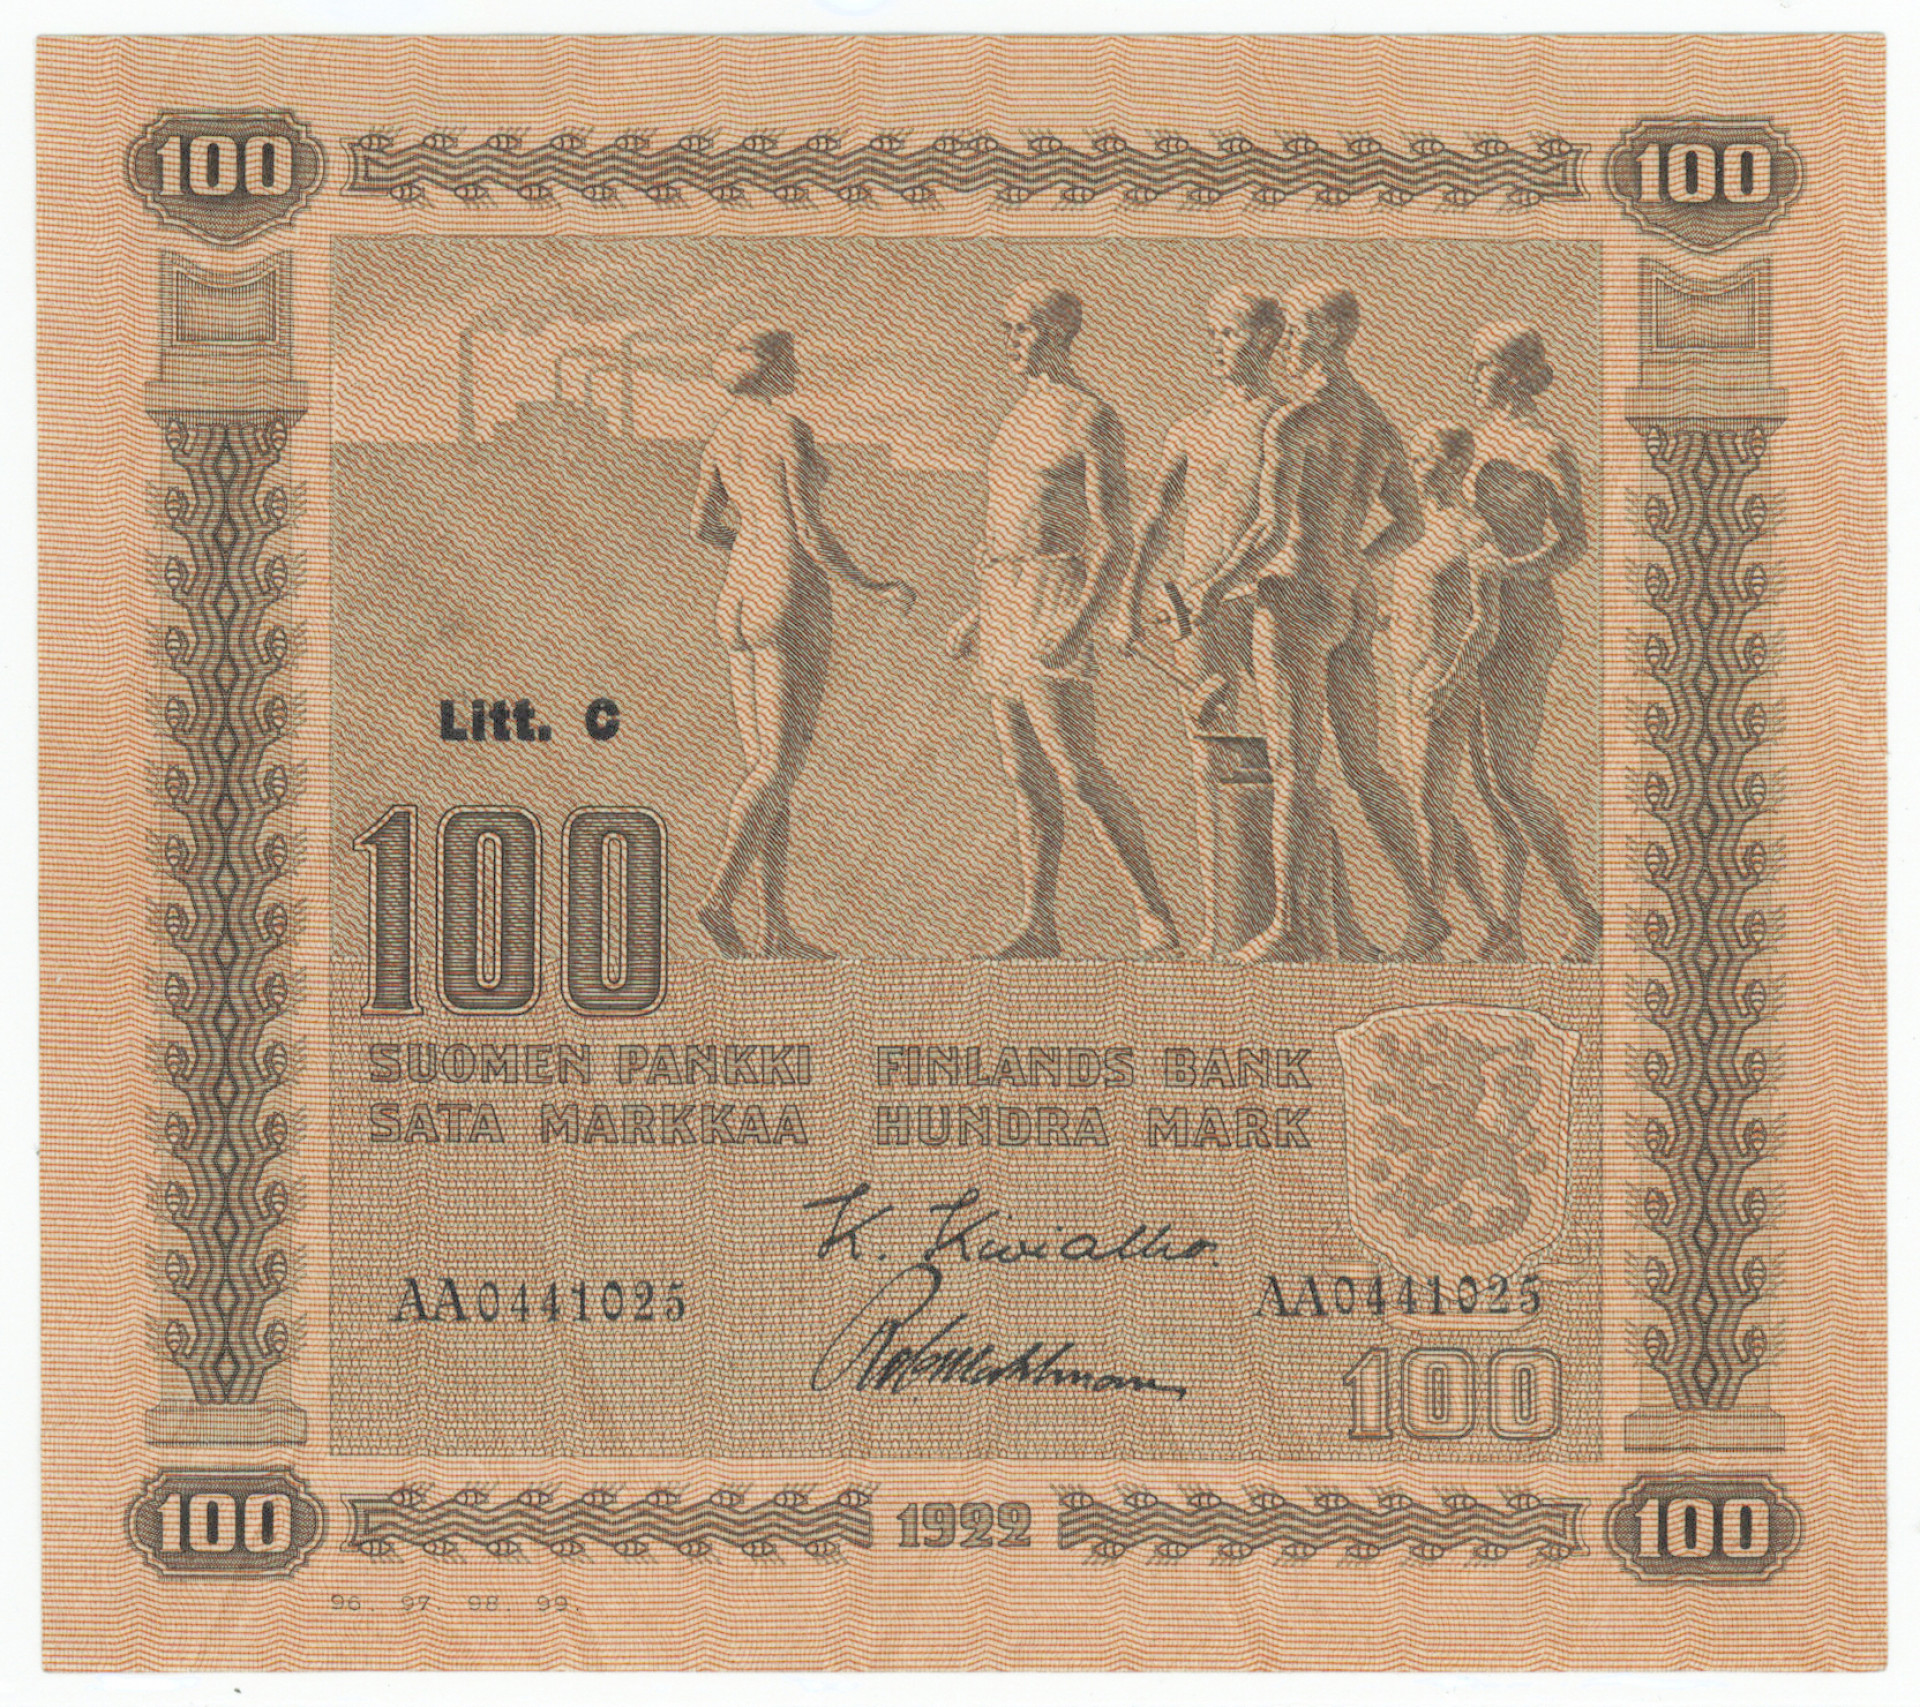 100 100
Litt. C
100
SUOMEN PANKKI FINLANDS BANK
SATA MARKKAA HUNDRA MARK
K. Kivialho.
AA0441025 AA0441025
100
100 1922 100
96. 97. 98. 99.